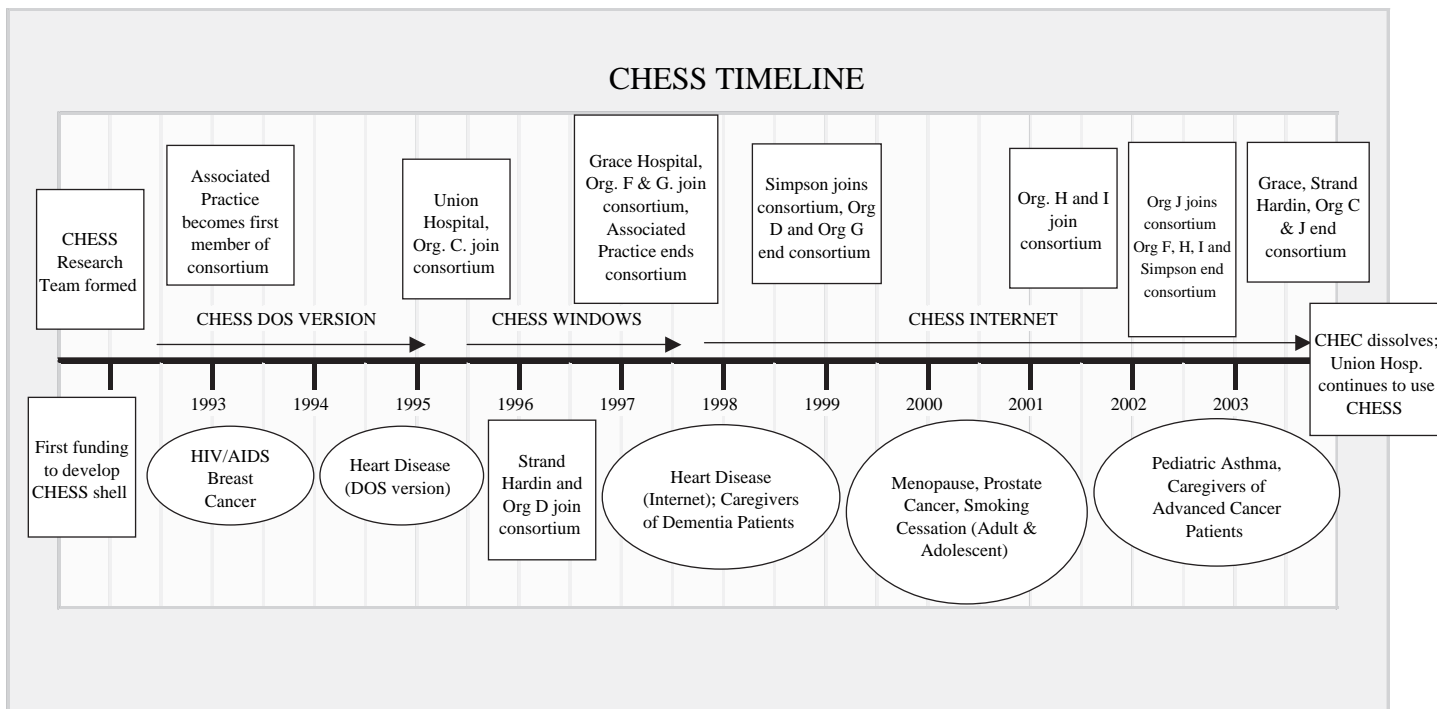 CHESS TIMELINE
CHESS
Research
Team formed
Associated
Practice
becomes first
member of
consortium
Union
Hospital,
Org. C. join
consortium
Grace Hospital,
Org. F & G. join
consortium,
Associated
Practice ends
consortium
Simpson joins
consortium, Org
D and Org G
end consortium
Org. H and I
join
consortium
Org J joins
consortium
Org F, H, I and
Simpson end
consortium
Grace, Strand
Hardin, Org C
& J end
consortium
CHESS DOS VERSION
CHESS WINDOWS
CHESS INTERNET
CHEC dissolves;
Union Hosp.
continues to use
CHESS
1993
1994
1995
1996
1997
1998
1999
2000
2001
2002
2003
First funding
to develop
CHESS shell
HIV/AIDS
Breast
Cancer
Heart Disease
(DOS version)
Strand
Hardin and
Org D join
consortium
Heart Disease
(Internet); Caregivers
of Dementia Patients
Menopause, Prostate
Cancer, Smoking
Cessation (Adult &
Adolescent)
Pediatric Asthma,
Caregivers of
Advanced Cancer
Patients